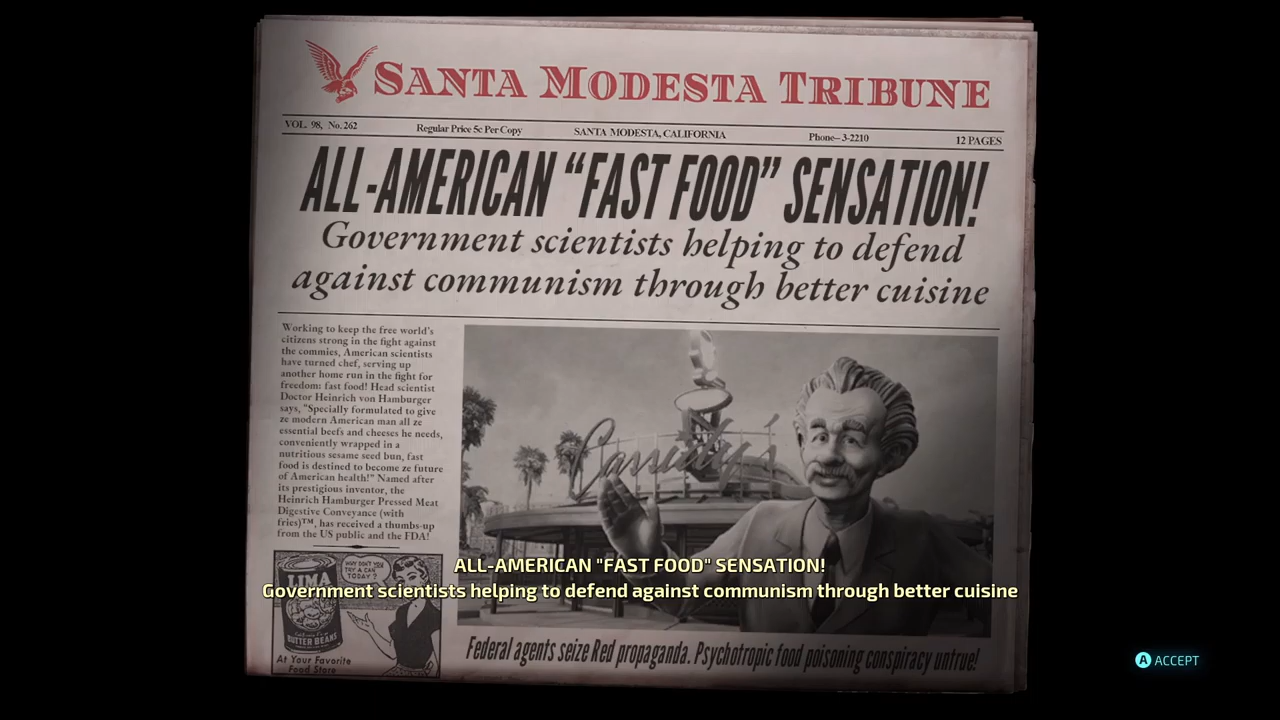 SANTA MODESTA TRIBUNE
VOL. 98, No. 262 Regular Price 5c Per Copy SANTA MODESTA, CALIFORNIA Phone–3-2210 12 PAGES
ALL-AMERICAN “FAST FOOD” SENSATION!
Government scientists helping to defend
against communism through better cuisine
Working to keep the free world's
citizens strong in the fight against
the commies, American scientists
have turned chef, serving up
another home run in the fight for
freedom: fast food! Head scientist
Doctor Heinrich von Hamburger
says, "Specially formulated to give
ze modern American man all ze
essential beefs and cheeses he needs,
conveniently wrapped in a
nutritious sesame seed bun, fast
food is destined to become ze future
of American health!" Named after
its prestigious inventor, the
Heinrich Hamburger Pressed Meat
Digestive Conveyance (with
fries)™, has received a thumbs-up
from the US public and the FDA!
WHY DON'T YOU
TRY A CAN
TODAY?
LIMA
BUTTER BEANS
At Your Favorite
Food Store
Cassidy's
ALL-AMERICAN "FAST FOOD" SENSATION!
Government scientists helping to defend against communism through better cuisine
Federal agents seize Red propaganda. Psychotropic food poisoning conspiracy untrue!
A ACCEPT